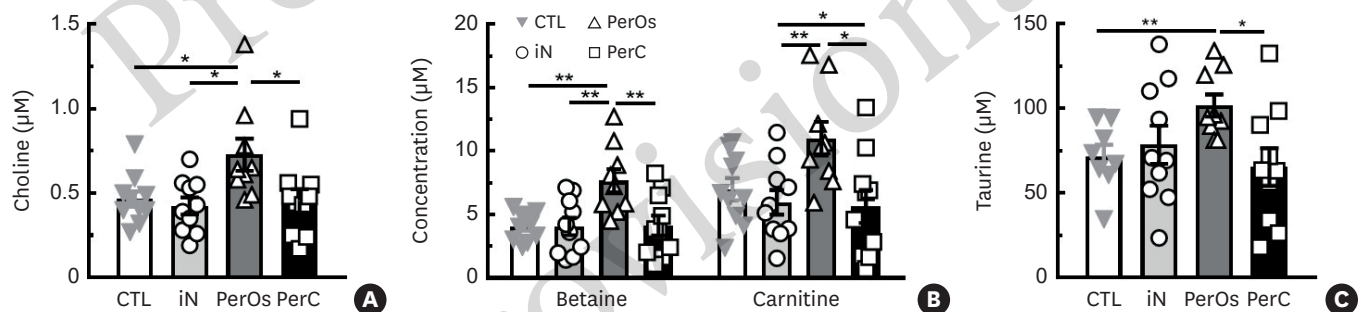 Provisional
1.5
1.0
0.5
0
Choline (µM)
*
*
*
CTL iN PerOs PerC
A
20
15
10
5
0
Concentration (µM)
CTL PerOs
iN PerC
**
**
**
*
**
*
Betaine Carnitine
B
150
100
50
0
Taurine (µM)
**
*
CTL iN PerOs PerC
C